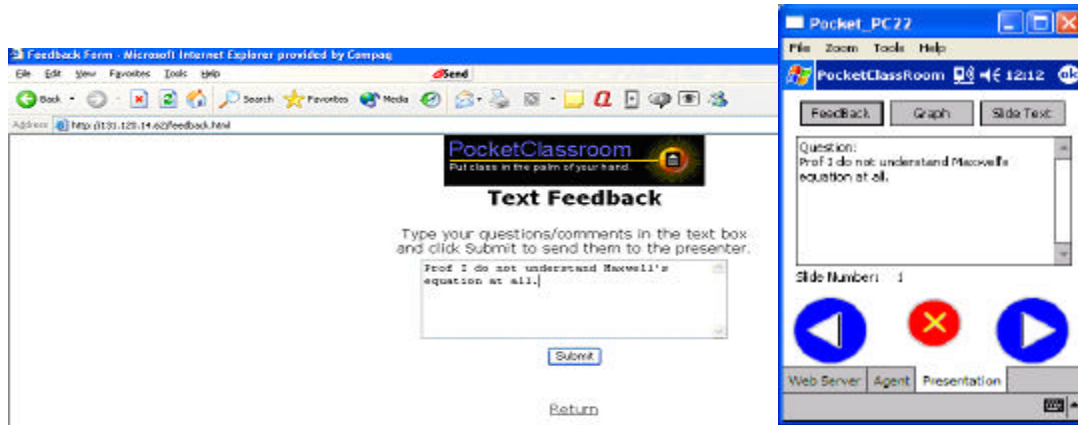 Feedback Form - Microsoft Internet Explorer provided by Compaq
File Edit View Favorites Tools Help
Send
Back Search Favorites Media
Address http://131.128.14.62/feedback.html
PocketClassroom
Put class in the palm of your hand.
Text Feedback
Type your questions/comments in the text box
and click Submit to send them to the presenter.
Prof I do not understand Maxwell's
equation at all.
Submit
Return
Pocket_PC22
File Zoom Tools Help
PocketClassRoom 12:12 ok
FeedBack Graph Slide Text
Question:
Prof I do not understand Maxwell's
equation at all.
Slide Number: 1
Web Server Agent Presentation